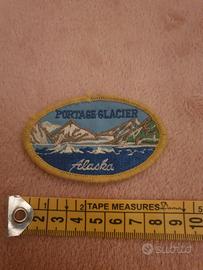 PORTAGE GLACIER
Alaska
TAPE MEASURES
1 2 3 4 5 6 7 8 9 10
subito